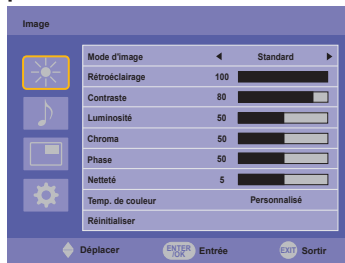 Image
Mode d'image Standard
Rétroéclairage 100
Contraste 80
Luminosité 50
Chroma 50
Phase 50
Netteté 5
Temp. de couleur Personnalisé
Réinitialiser
Déplacer ENTER /OK Entrée EXIT Sortir